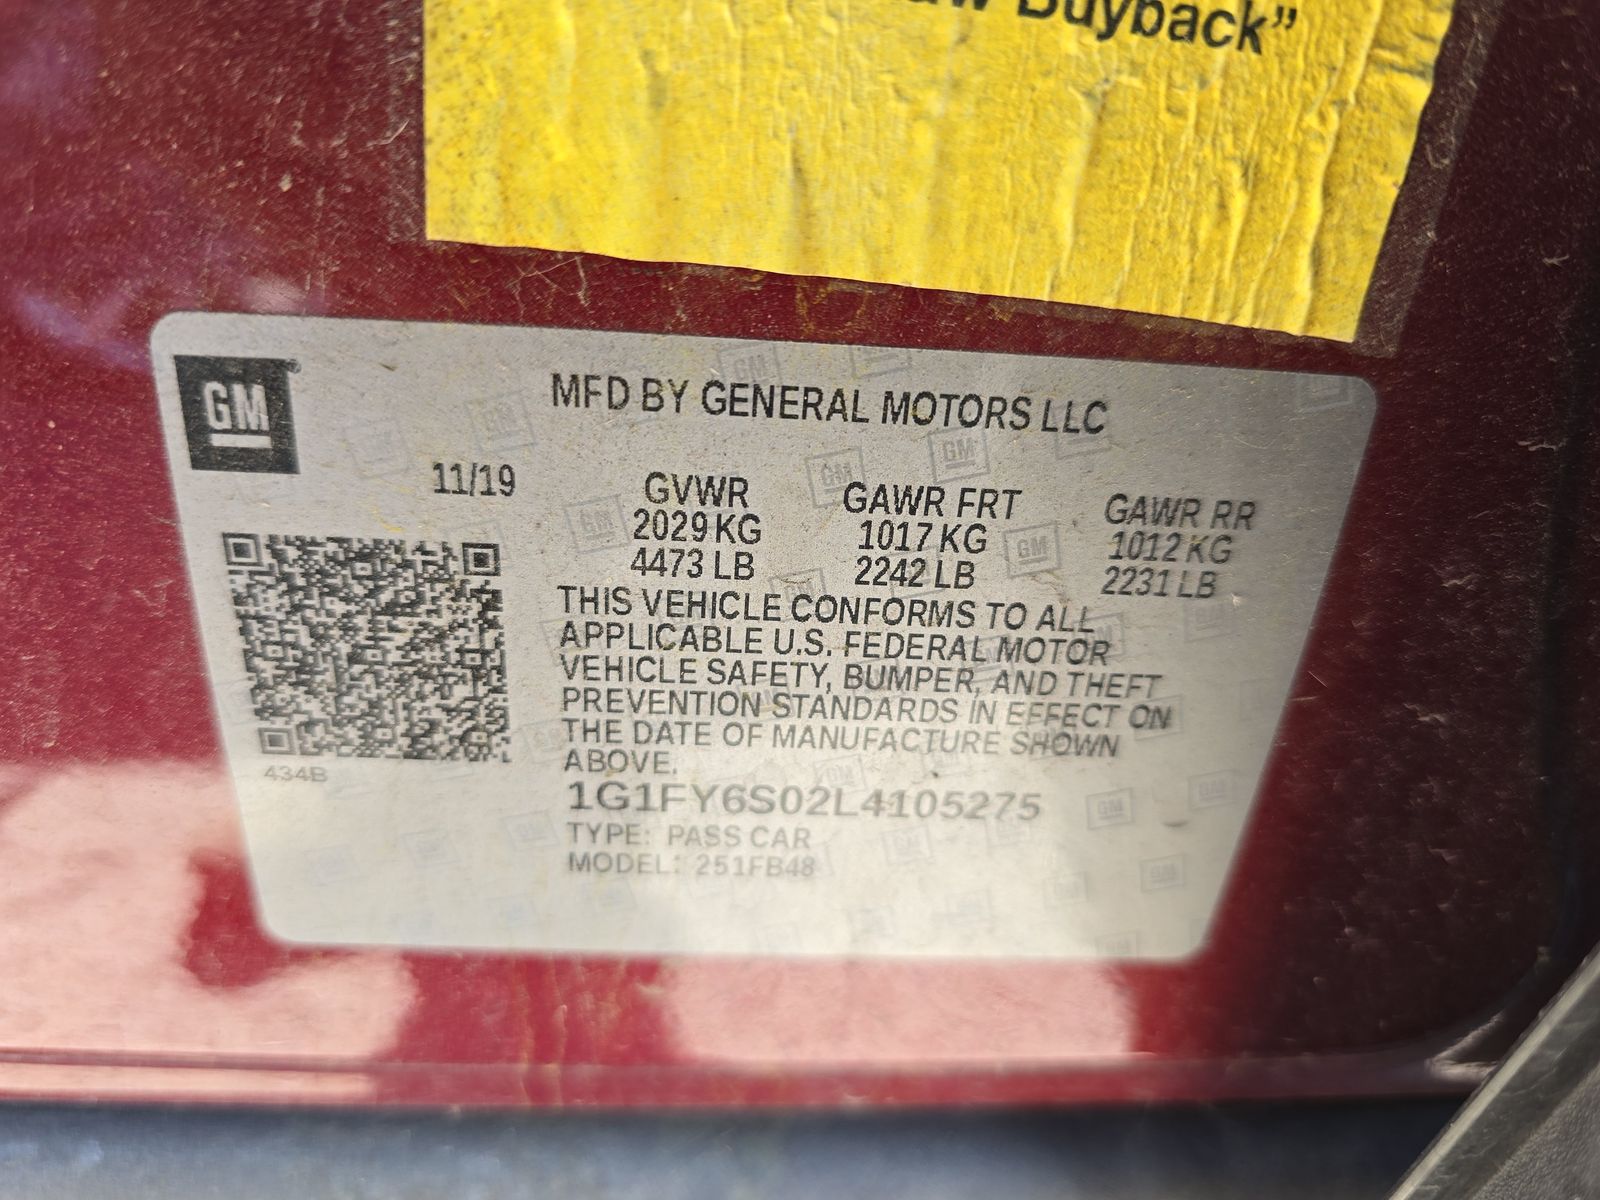 Buyback”
GM
MFD BY GENERAL MOTORS LLC
11/19
GVWR GAWR FRT GAWR RR
2029 KG 1017 KG 1012 KG
4473 LB 2242 LB 2231 LB
THIS VEHICLE CONFORMS TO ALL
APPLICABLE U.S. FEDERAL MOTOR
VEHICLE SAFETY, BUMPER, AND THEFT
PREVENTION STANDARDS IN EFFECT ON
THE DATE OF MANUFACTURE SHOWN
ABOVE.
434B
1G1FY6S02L4105275
TYPE: PASS CAR
MODEL: 251FB48